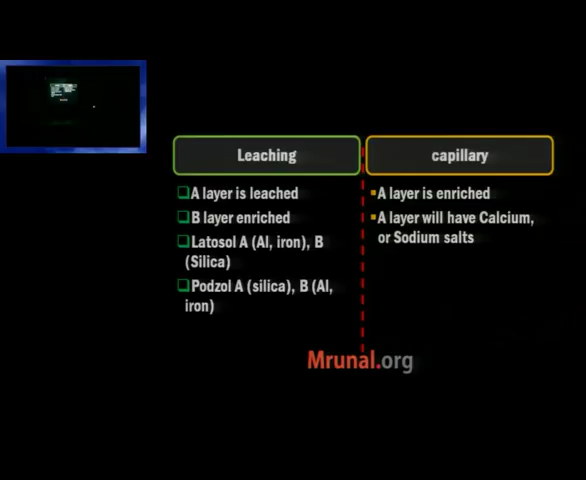 Leaching
A layer is leached
B layer enriched
Latosol A (Al, iron), B
(Silica)
Podzol A (silica), B (Al,
iron)
capillary
A layer is enriched
A layer will have Calcium,
or Sodium salts
Mrunal.org